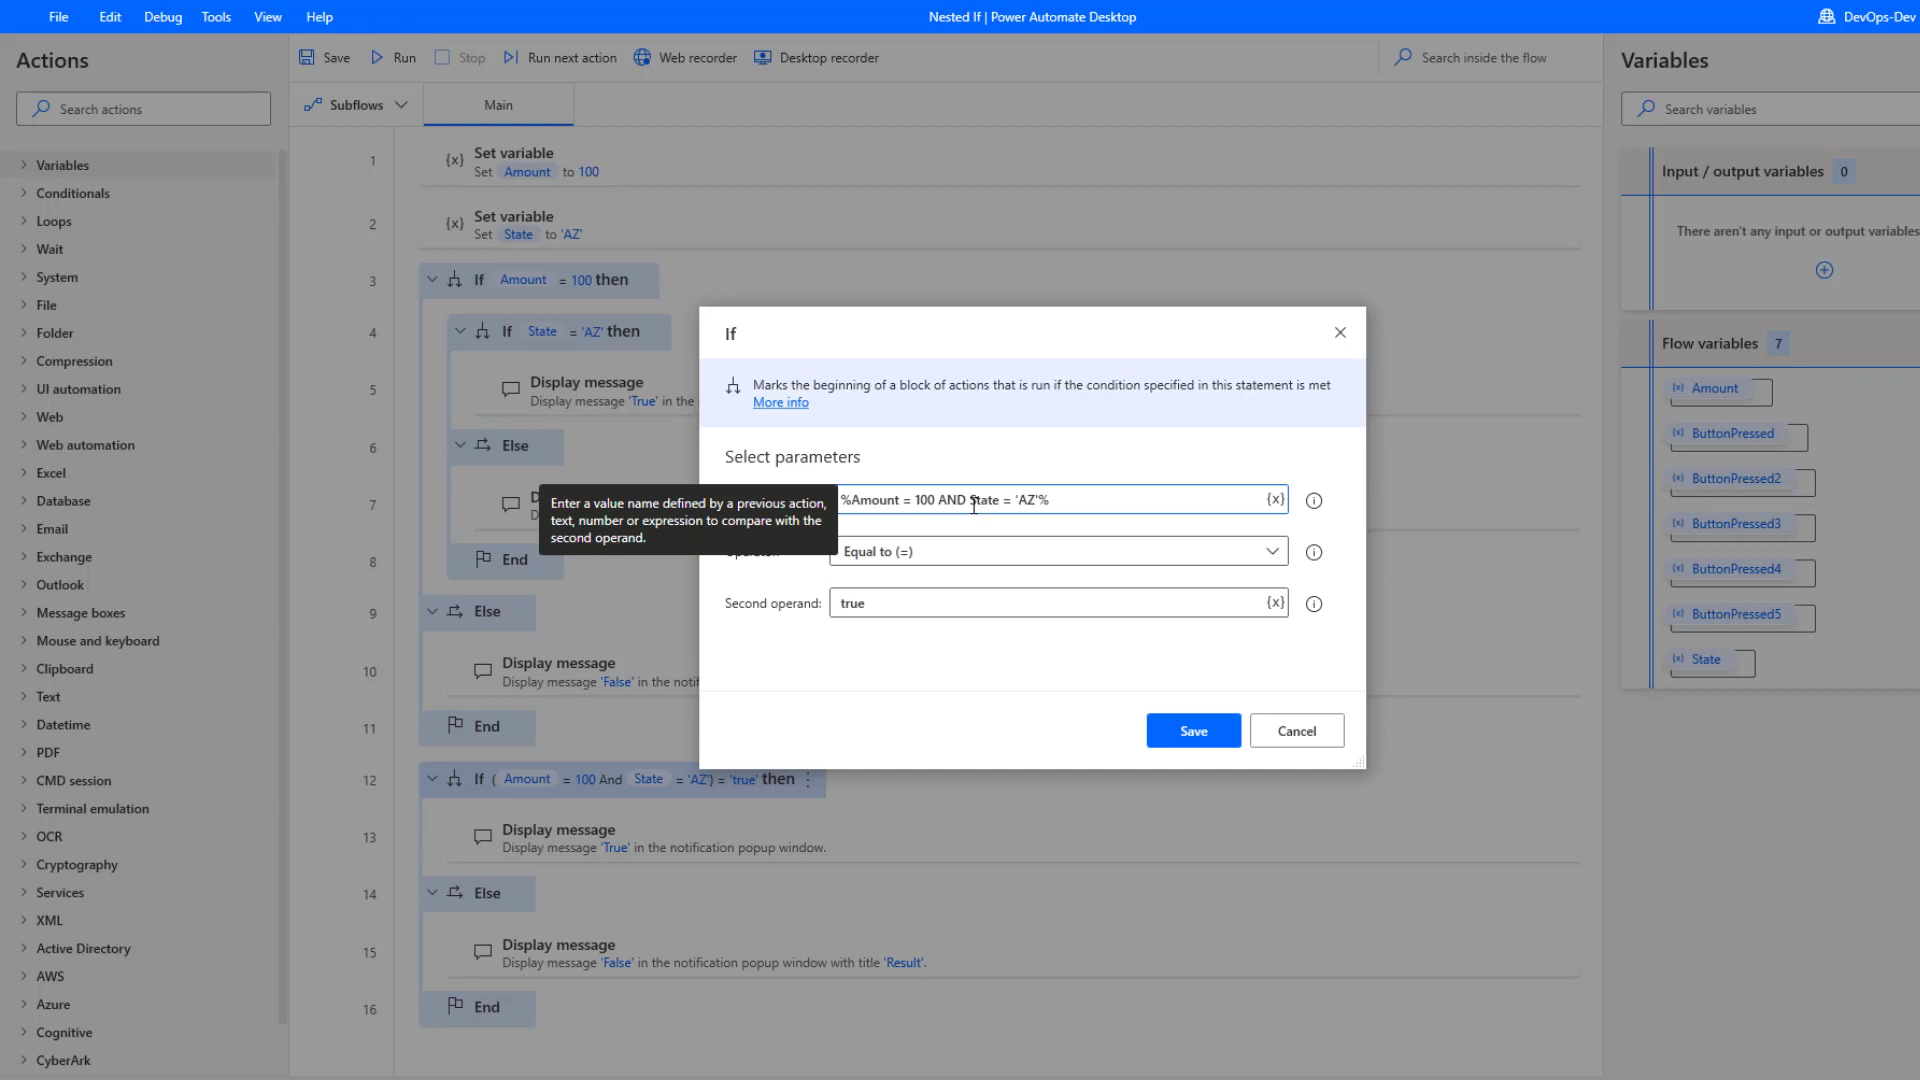 File Edit Debug Tools View Help
Nested If | Power Automate Desktop
DevOps-Dev
Actions
Search actions
Variables
Conditionals
Loops
Wait
System
File
Folder
Compression
UI automation
Web
Web automation
Excel
Database
Email
Exchange
Outlook
Message boxes
Mouse and keyboard
Clipboard
Text
Datetime
PDF
CMD session
Terminal emulation
OCR
Cryptography
Services
XML
Active Directory
AWS
Azure
Cognitive
CyberArk
Save Run Stop Run next action Web recorder Desktop recorder
Search inside the flow
Subflows Main
1 {x} Set variable
Set Amount to 100
2 {x} Set variable
Set State to 'AZ'
3 If Amount = 100 then
4 If State = 'AZ' then
5 Display message
Display message 'True' in the
6 Else
7 D
D
8 End
9 Else
10 Display message
Display message 'False' in the notif
11 End
12 If ( Amount = 100 And State = 'AZ') = 'true' then
13 Display message
Display message 'True' in the notification popup window.
14 Else
15 Display message
Display message 'False' in the notification popup window with title 'Result'.
16 End
If
Marks the beginning of a block of actions that is run if the condition specified in this statement is met
More info
Select parameters
%Amount = 100 AND State = 'AZ'% {x}
Enter a value name defined by a previous action,
text, number or expression to compare with the
second operand.
Equal to (=)
Second operand: true {x}
Save Cancel
Variables
Search variables
Input / output variables 0
There aren't any input or output variables
Flow variables 7
{x} Amount
{x} ButtonPressed
{x} ButtonPressed2
{x} ButtonPressed3
{x} ButtonPressed4
{x} ButtonPressed5
{x} State